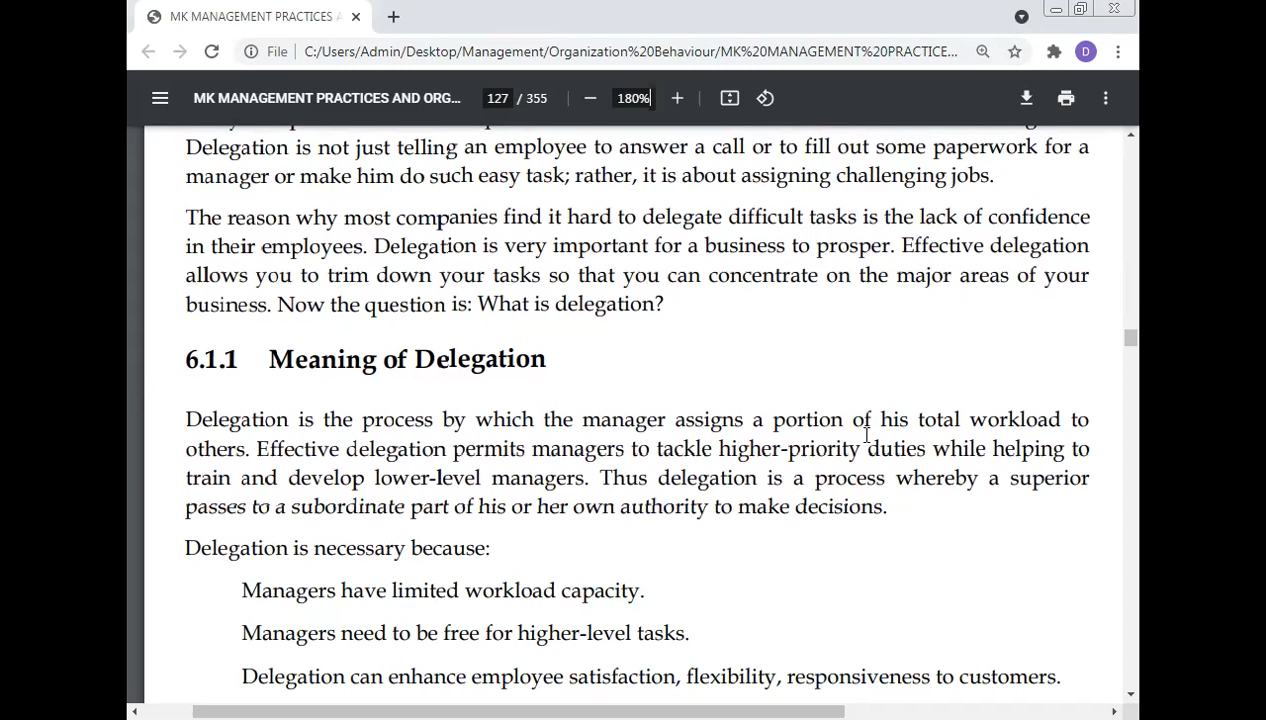 MK MANAGEMENT PRACTICES A
File C:/Users/Admin/Desktop/Management/Organization%20Behaviour/MK%20MANAGEMENT%20PRACTICE...
D
MK MANAGEMENT PRACTICES AND ORG... 127 / 355 180%
Delegation is not just telling an employee to answer a call or to fill out some paperwork for a
manager or make him do such easy task; rather, it is about assigning challenging jobs.
The reason why most companies find it hard to delegate difficult tasks is the lack of confidence
in their employees. Delegation is very important for a business to prosper. Effective delegation
allows you to trim down your tasks so that you can concentrate on the major areas of your
business. Now the question is: What is delegation?
6.1.1 Meaning of Delegation
Delegation is the process by which the manager assigns a portion of his total workload to
others. Effective delegation permits managers to tackle higher-priority duties while helping to
train and develop lower-level managers. Thus delegation is a process whereby a superior
passes to a subordinate part of his or her own authority to make decisions.
Delegation is necessary because:
Managers have limited workload capacity.
Managers need to be free for higher-level tasks.
Delegation can enhance employee satisfaction, flexibility, responsiveness to customers.